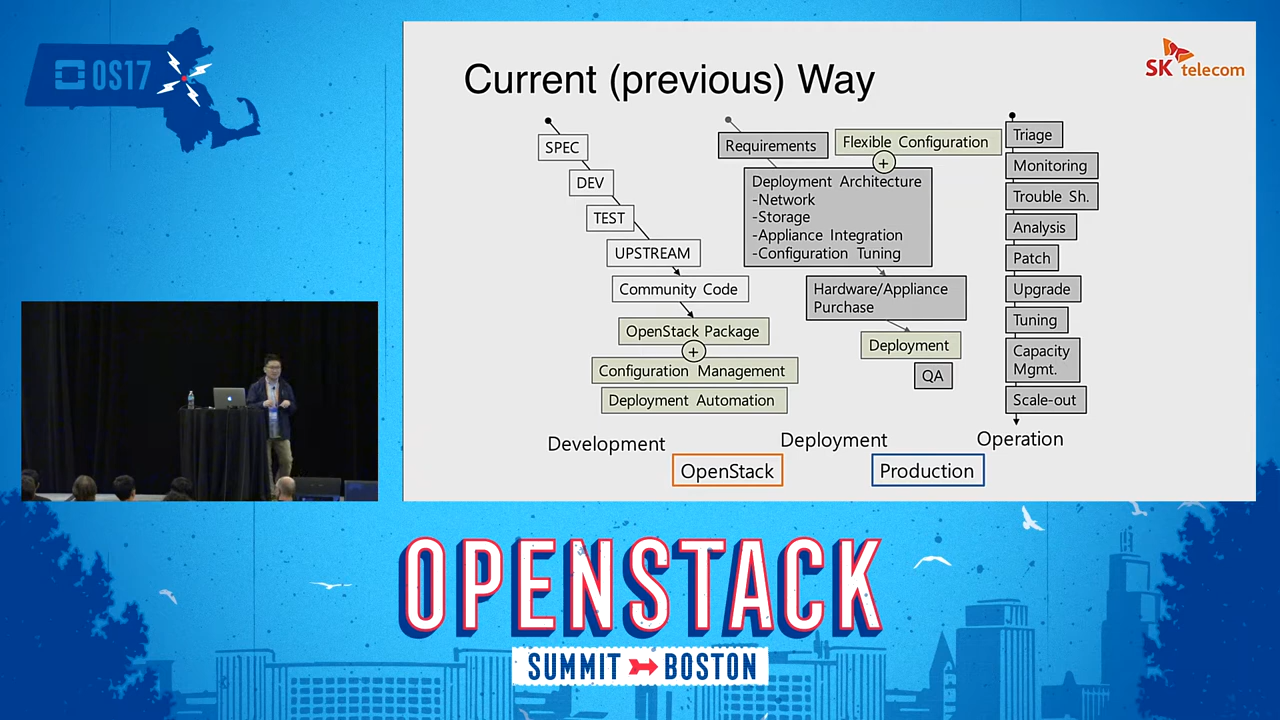 OS17
Current (previous) Way
SK telecom
SPEC
DEV
TEST
UPSTREAM
Community Code
OpenStack Package
+
Configuration Management
Deployment Automation
Development
Requirements
Flexible Configuration
+
Deployment Architecture
-Network
-Storage
-Appliance Integration
-Configuration Tuning
Hardware/Appliance
Purchase
Deployment
QA
Deployment
Triage
Monitoring
Trouble Sh.
Analysis
Patch
Upgrade
Tuning
Capacity
Mgmt.
Scale-out
Operation
OpenStack
Production
OPENSTACK
SUMMIT BOSTON